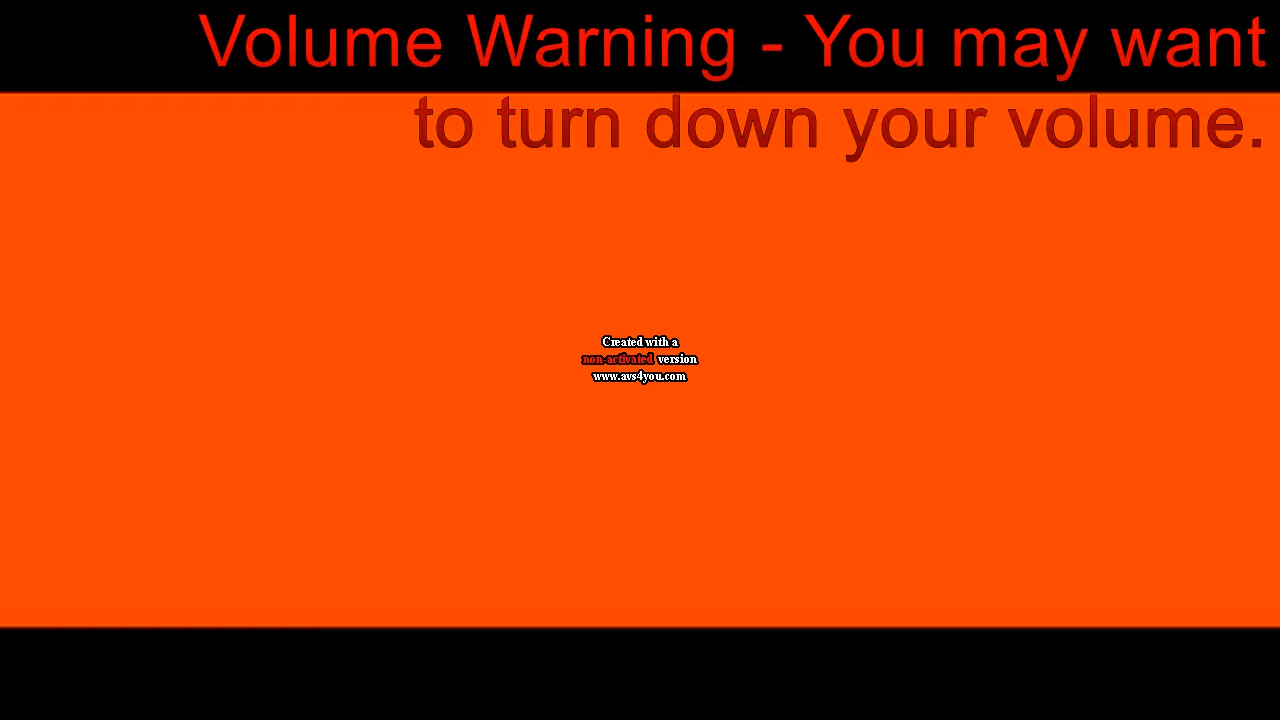 Volume Warning - You may want
to turn down your volume.
Created with a
non-activated version
www.avs4you.com